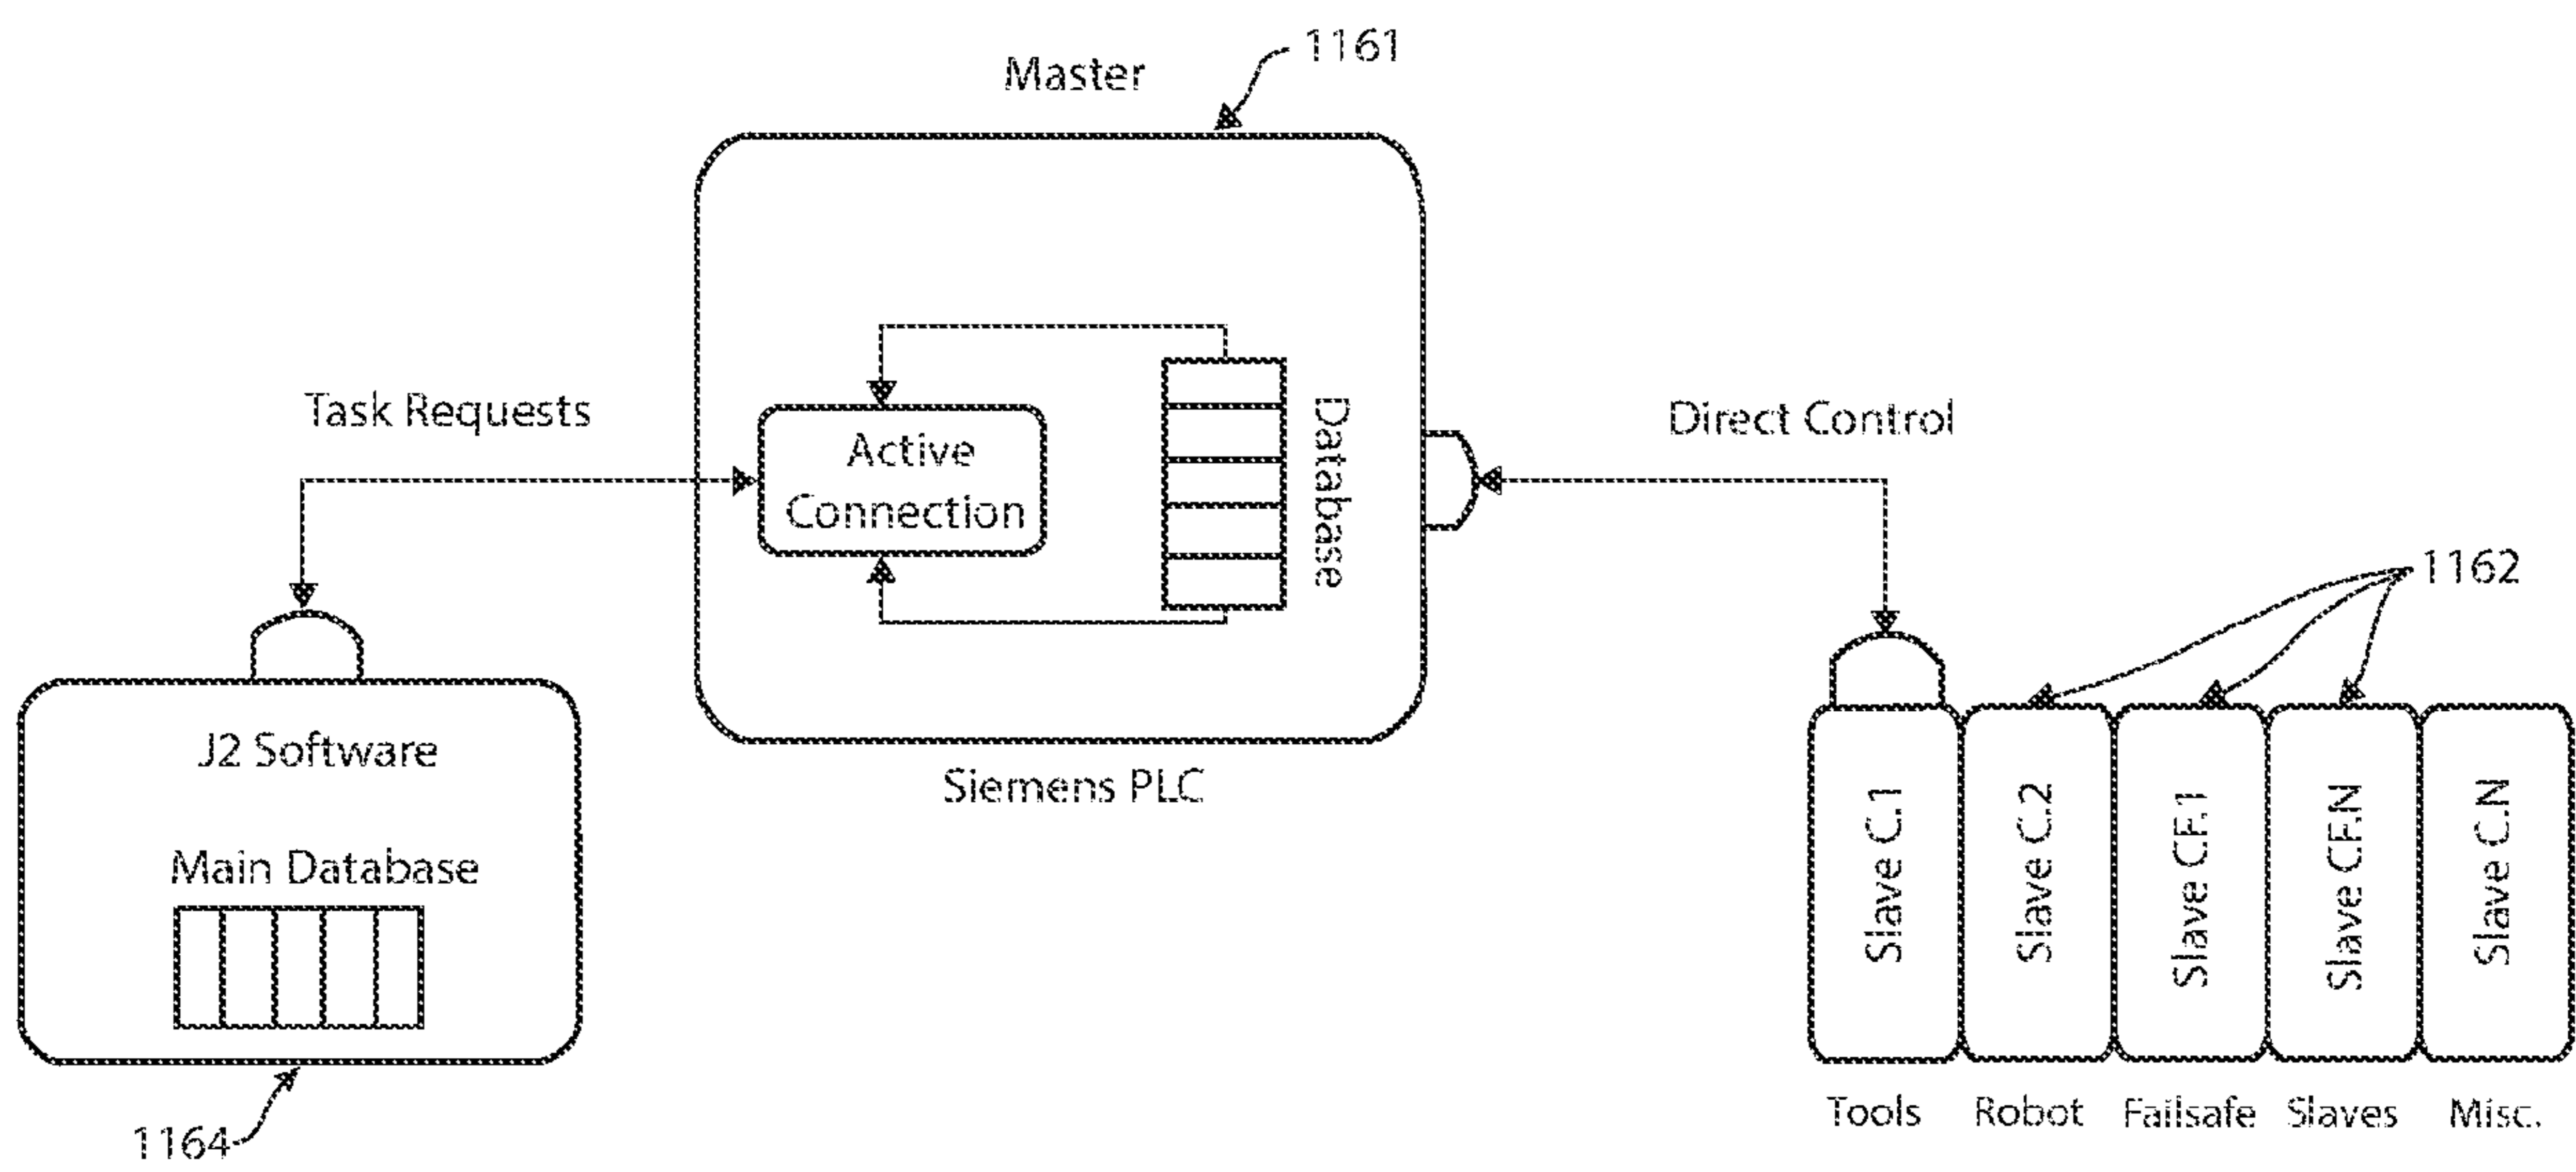 1161
Master
Task Requests
Active
Connection
Database
Direct Control
1162
J2 Software
Main Database
Siemens PLC
Slave C.1
Slave C.2
Slave CF.1
Slave CF.N
Slave C.N
Tools
Robot
Failsafe
Slaves
Misc.
1164